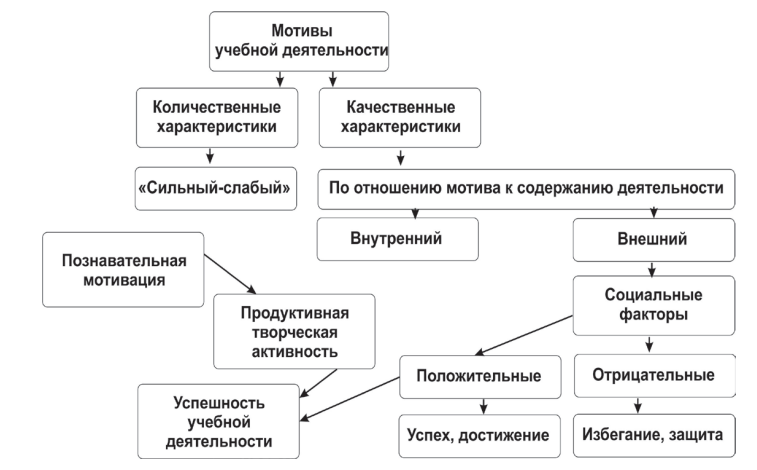 Мотивы
учебной деятельности
Количественные
характеристики
Качественные
характеристики
«Сильный-слабый»
По отношению мотива к содержанию деятельности
Внутренний
Внешний
Познавательная
мотивация
Социальные
факторы
Продуктивная
творческая
активность
Положительные
Отрицательные
Успешность
учебной
деятельности
Успех, достижение
Избегание, защита